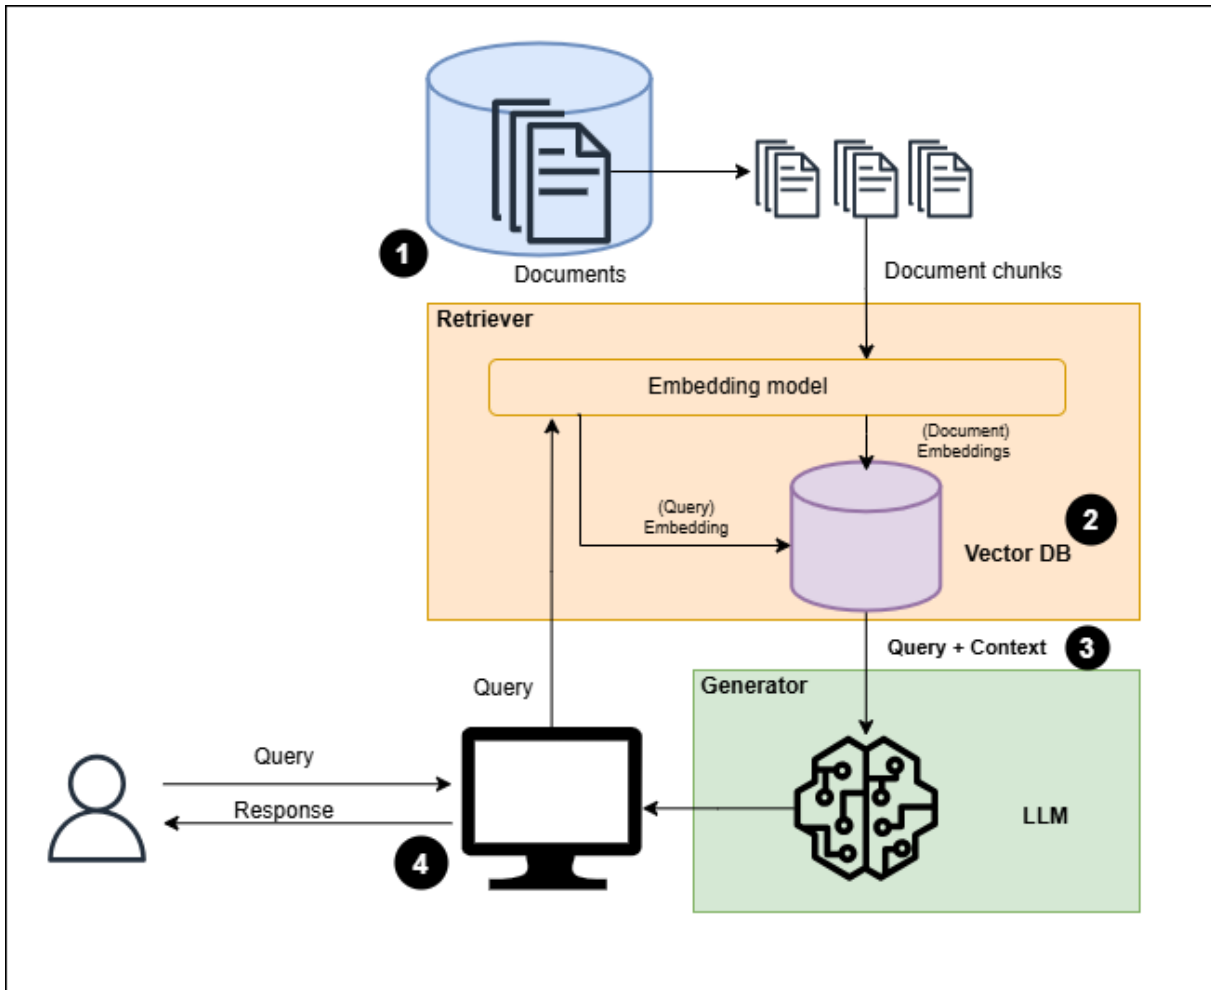 1
Documents
Document chunks
Retriever
Embedding model
(Document)
Embeddings
(Query)
Embedding
2
Vector DB
Query + Context
3
Generator
Query
Query
Response
LLM
4